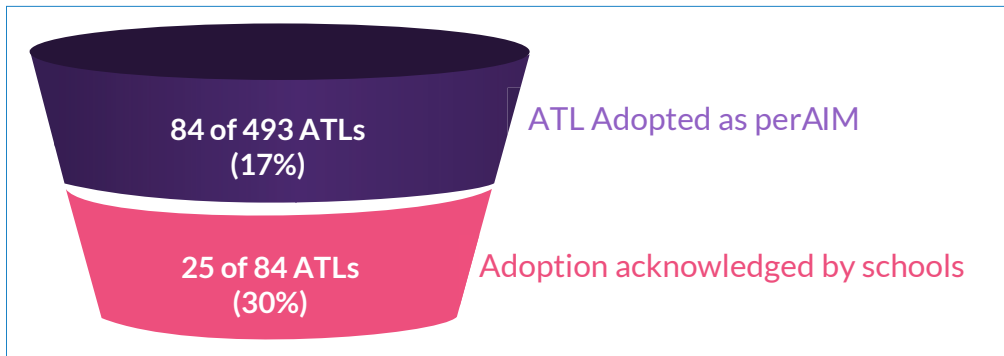 84 of 493 ATLs
(17%)
ATL Adopted as perAIM
25 of 84 ATLs
(30%)
Adoption acknowledged by schools